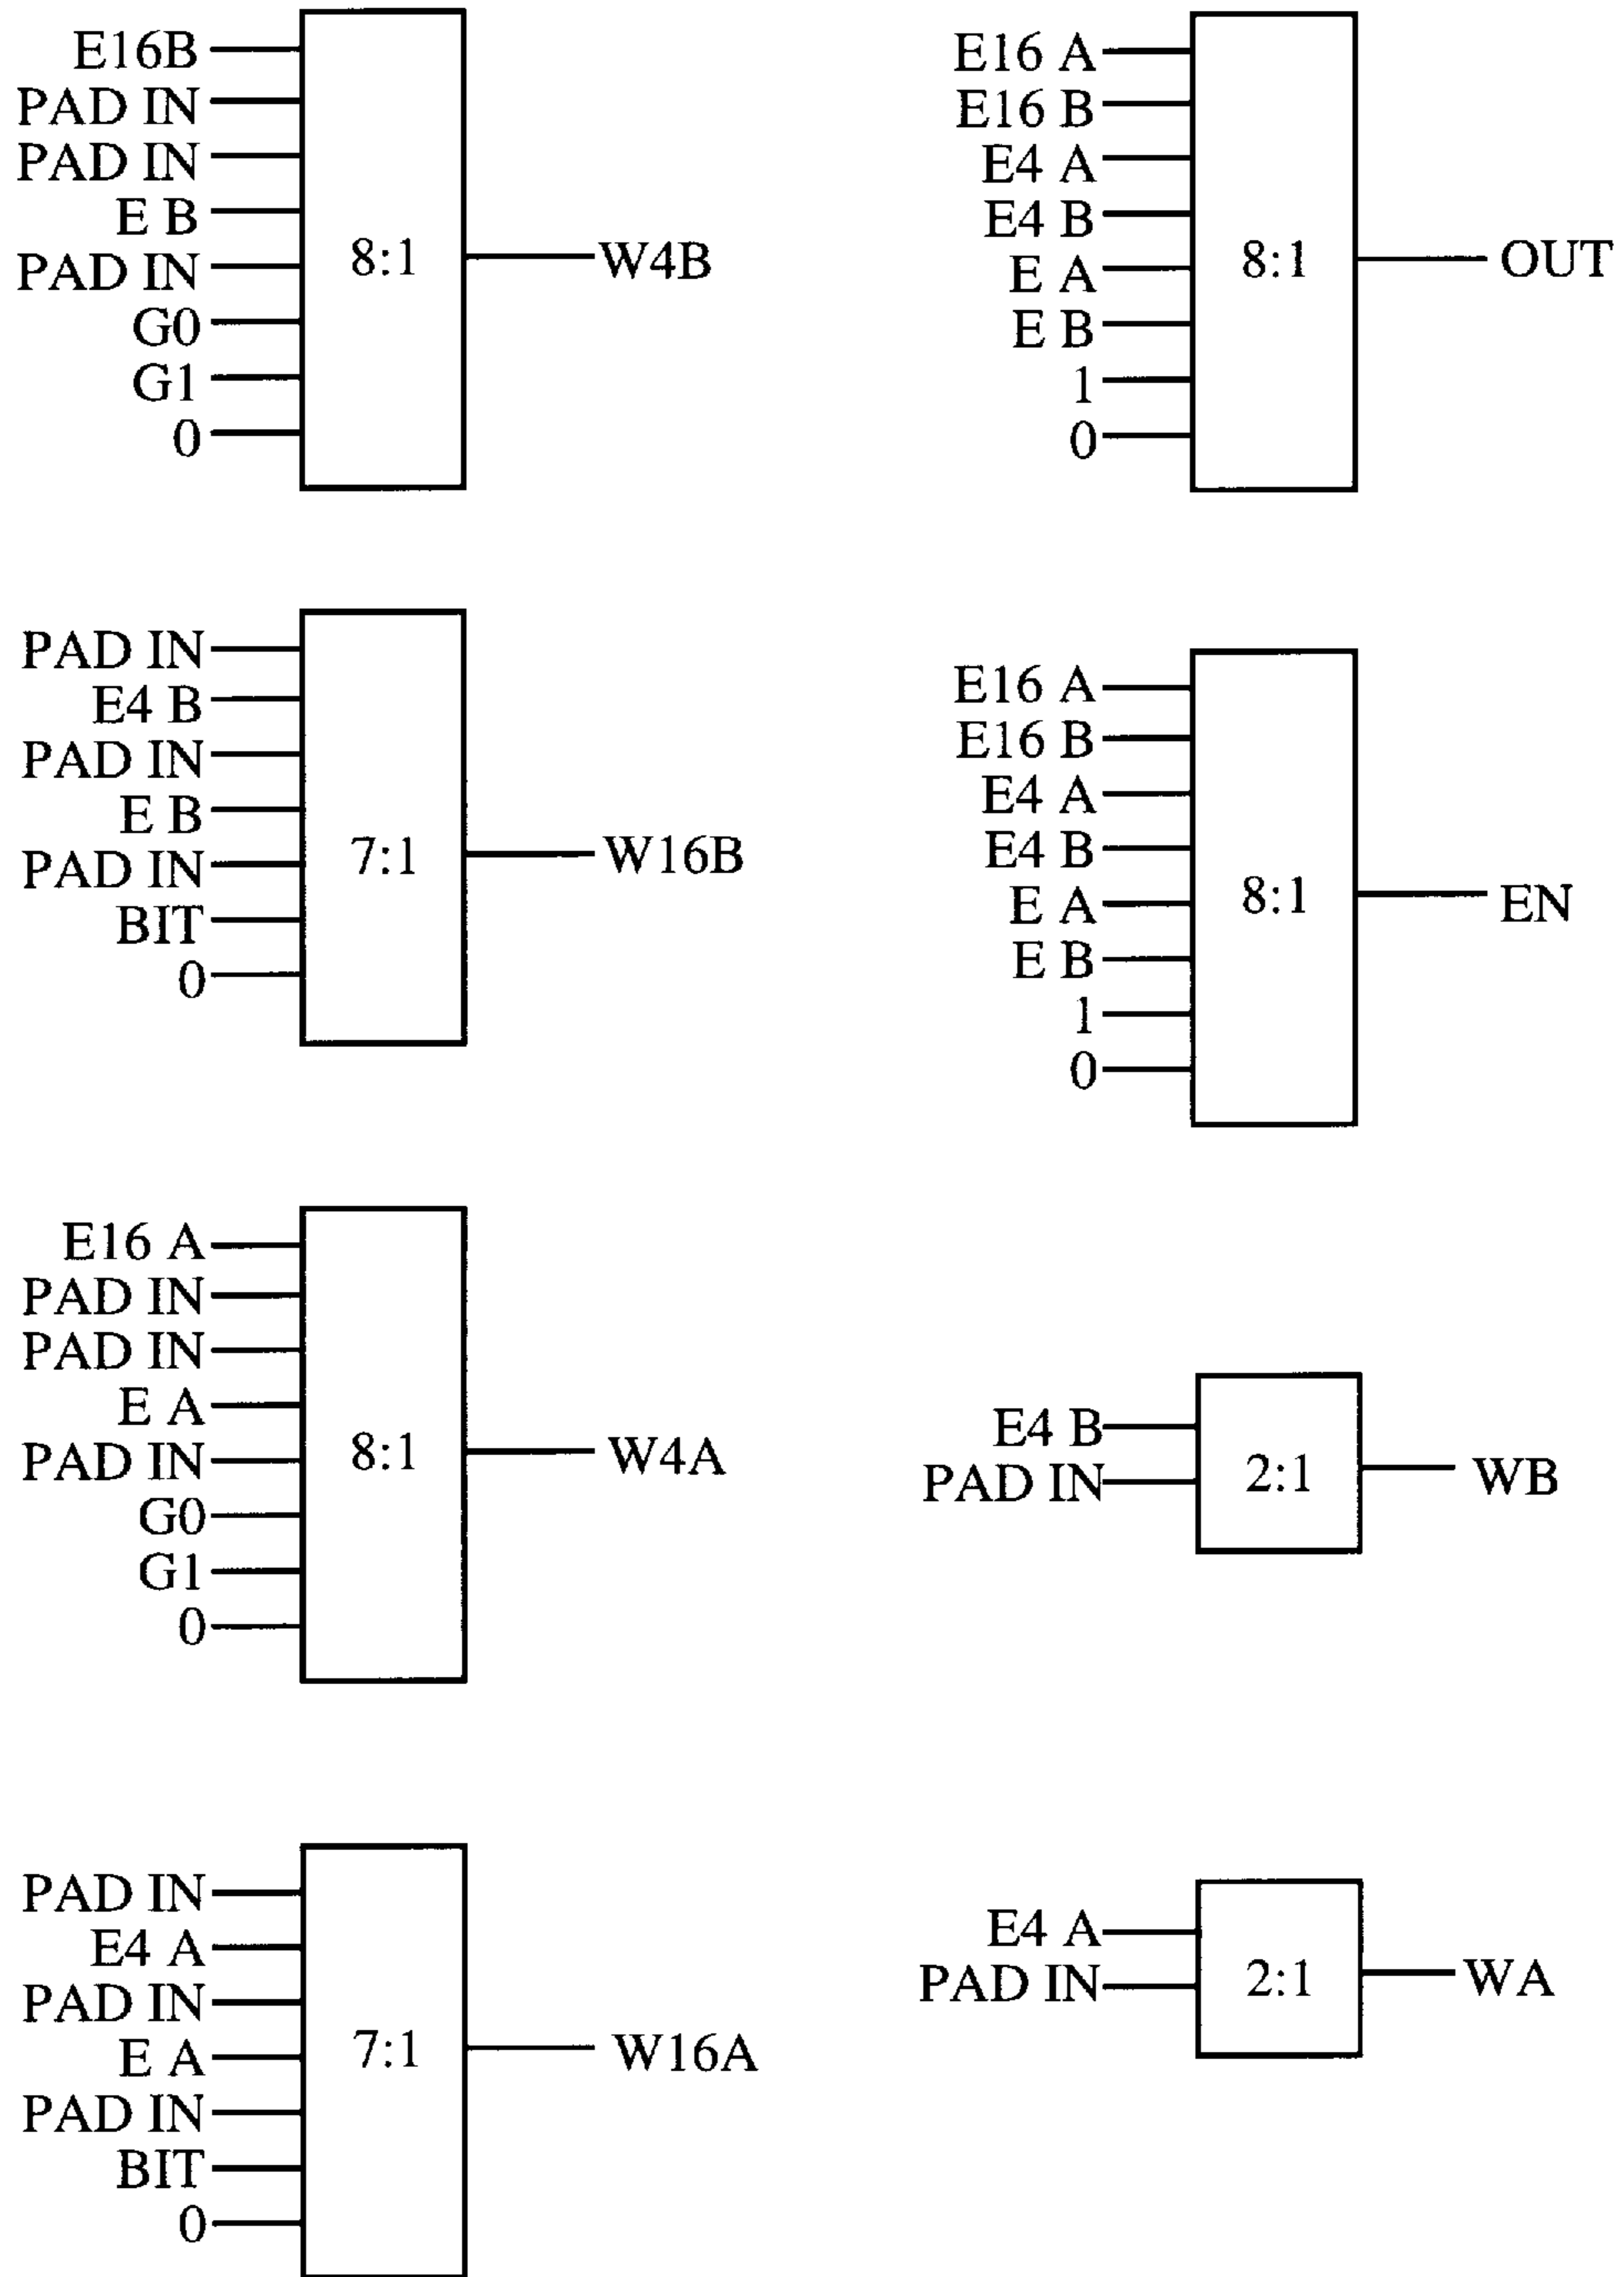 E16B
PAD IN
PAD IN
E B
PAD IN
G0
G1
0
8:1
W4B
E16 A
E16 B
E4 A
E4 B
E A
E B
1
0
8:1
OUT
PAD IN
E4 B
PAD IN
E B
PAD IN
BIT
0
7:1
W16B
E16 A
E16 B
E4 A
E4 B
E A
E B
1
0
8:1
EN
E16 A
PAD IN
PAD IN
E A
PAD IN
G0
G1
0
8:1
W4A
E4 B
PAD IN
2:1
WB
PAD IN
E4 A
PAD IN
E A
PAD IN
BIT
0
7:1
W16A
E4 A
PAD IN
2:1
WA